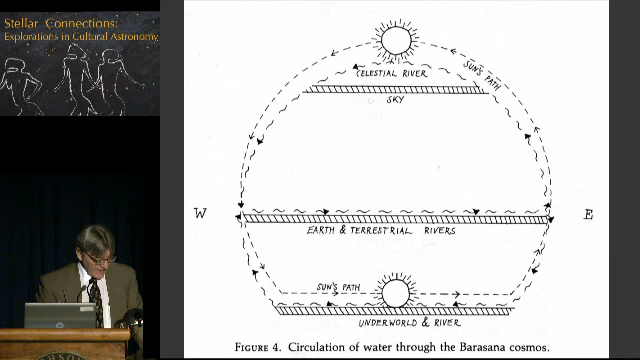 Stellar Connections:
Explorations in Cultural Astronomy
CELESTIAL RIVER
SUN'S PATH
SKY
W
E
EARTH & TERRESTRIAL RIVERS
SUN'S PATH
UNDERWORLD & RIVER
FIGURE 4. Circulation of water through the Barasana cosmos.